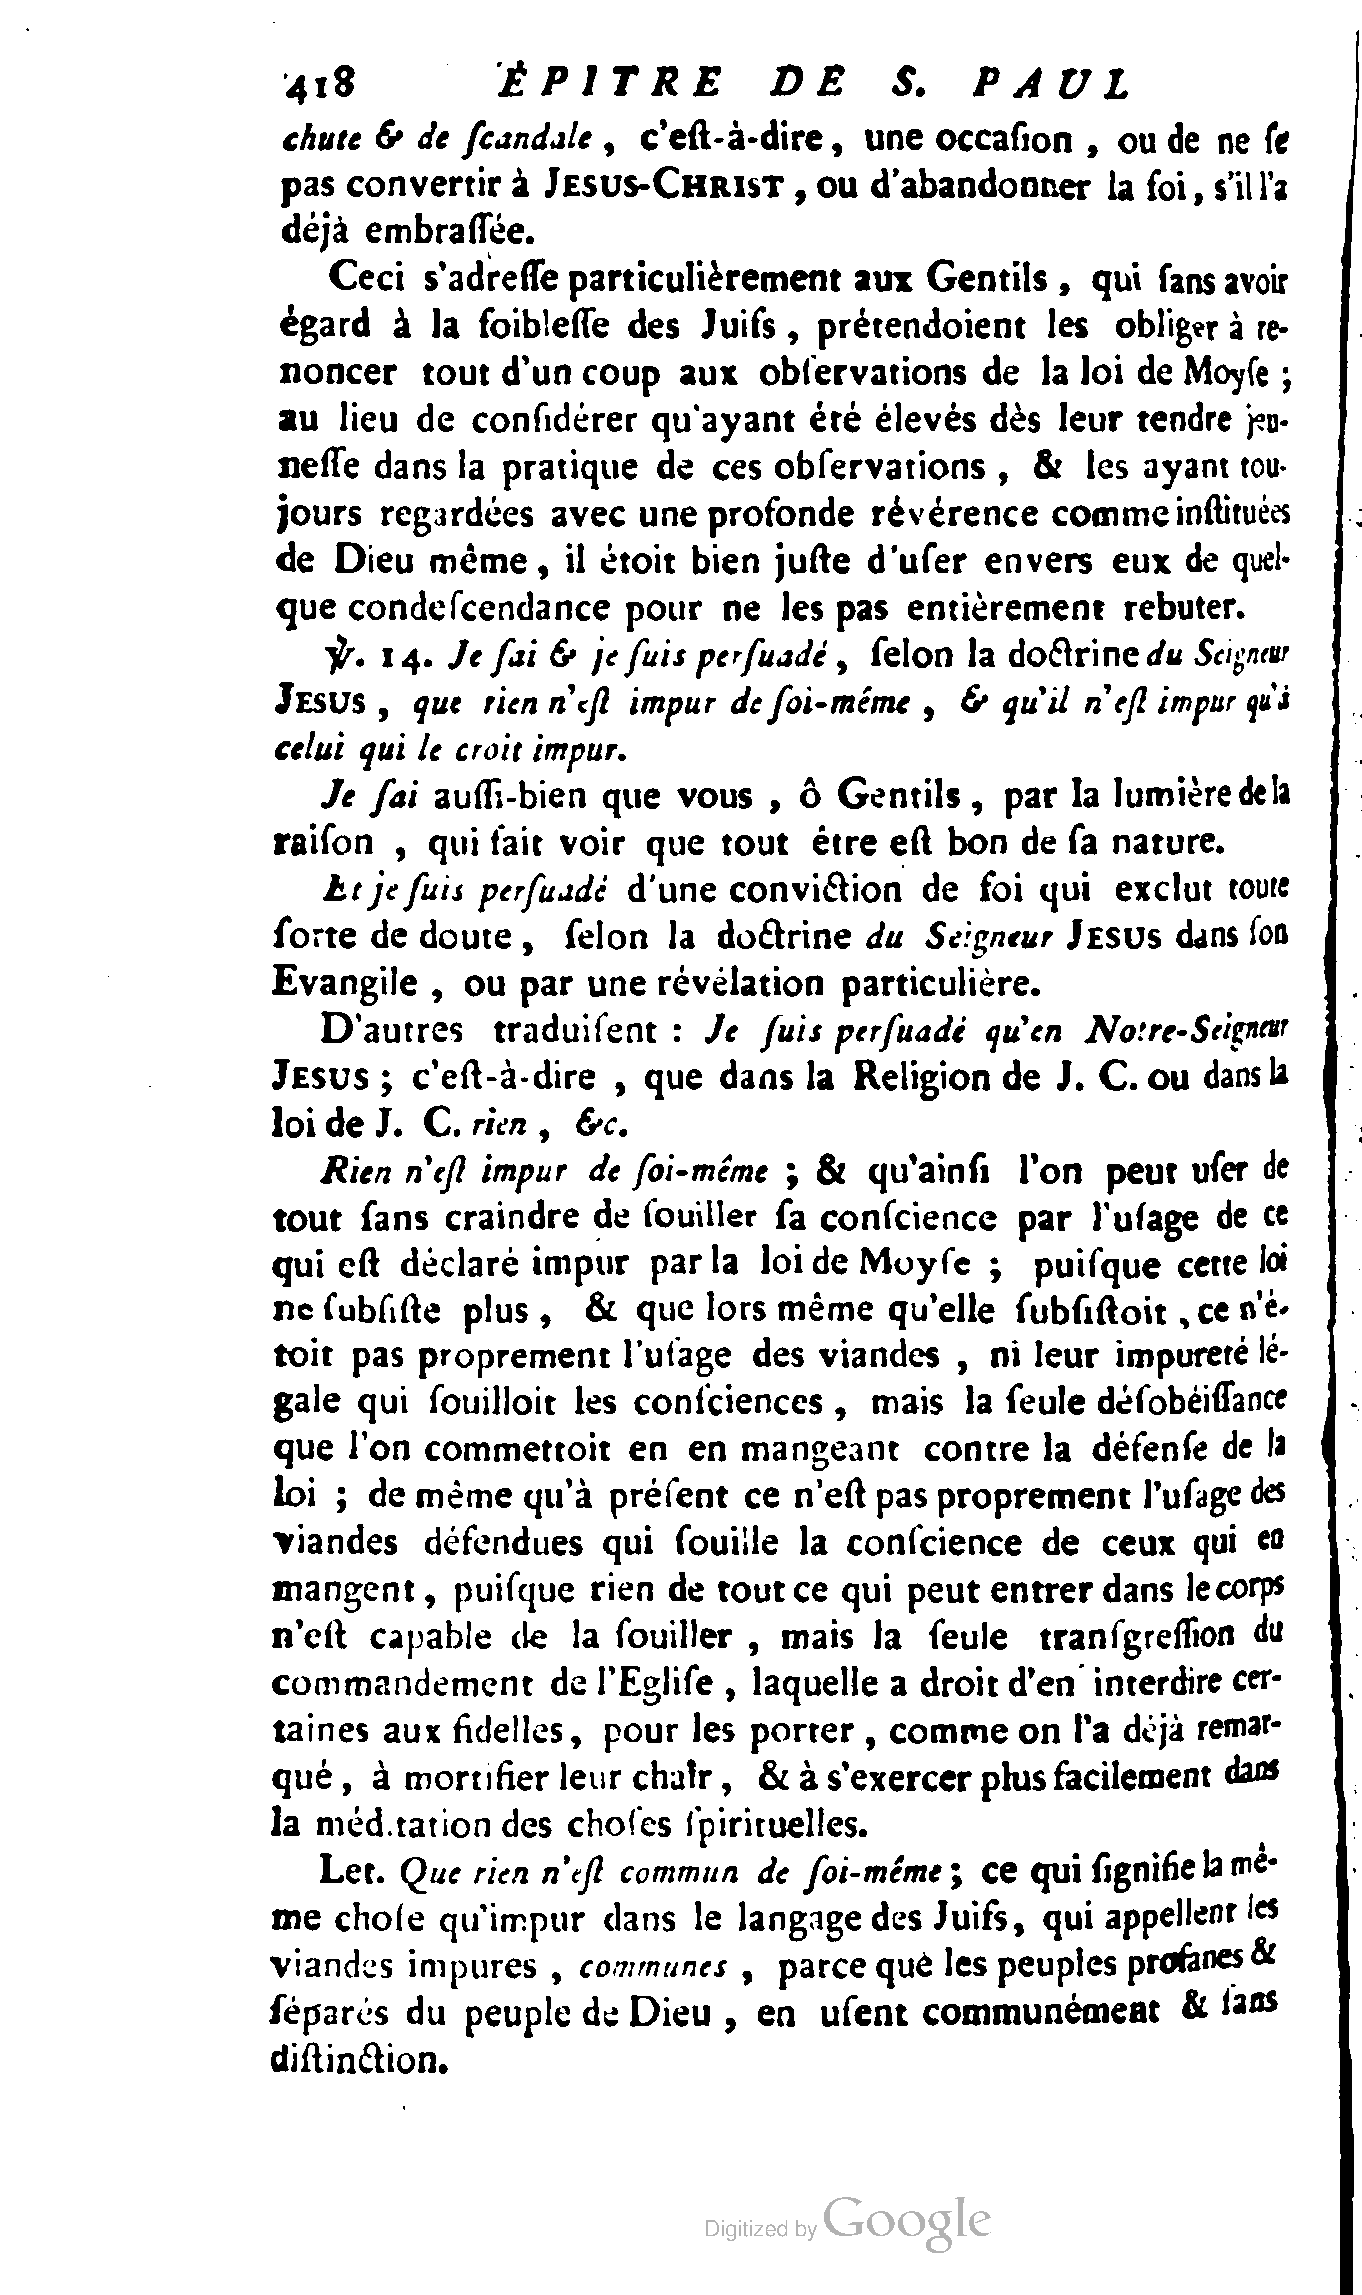 418 ÉPITRE DE S. PAUL
chute & de ſcandale, c'eſt-à-dire, une occaſion, ou de ne ſe
pas convertir à JESUS-CHRIST, ou d'abandonner la foi, s'il l'a
déjà embraſſée.
Ceci s'adreſſe particulièrement aux Gentils, qui ſans avoir
égard à la foibleſſe des Juifs, prétendoient les obliger à re-
noncer tout d'un coup aux obſervations de la loi de Moyſe ;
au lieu de conſidérer qu'ayant été élevés dès leur tendre jeu-
neſſe dans la pratique de ces obſervations, & les ayant tou-
jours regardées avec une profonde révérence comme inſtituées
de Dieu même, il étoit bien juſte d'uſer envers eux de quel-
que condeſcendance pour ne les pas entièrement rebuter.
℣. 14. Je ſai & je ſuis perſuadé, ſelon la doctrine du Seigneur
JESUS, que rien n'eſt impur de ſoi-même, & qu'il n'eſt impur qu'à
celui qui le croit impur.
Je ſai auſſi-bien que vous, ô Gentils, par la lumière de la
raiſon, qui fait voir que tout être eſt bon de ſa nature.
Et je ſuis perſuadé d'une conviction de foi qui exclut toute
ſorte de doute, ſelon la doctrine du Seigneur JESUS dans ſon
Evangile, ou par une révélation particulière.
D'autres traduiſent : Je ſuis perſuadé qu'en Notre-Seigneur
JESUS ; c'eſt-à-dire, que dans la Religion de J. C. ou dans la
loi de J. C. rien, &c.
Rien n'eſt impur de ſoi-même ; & qu'ainſi l'on peut uſer de
tout ſans craindre de ſouiller ſa conſcience par l'uſage de ce
qui eſt déclaré impur par la loi de Moyſe ; puiſque cette loi
ne ſubſiſte plus, & que lors même qu'elle ſubſiſtoit, ce n'é-
toit pas proprement l'uſage des viandes, ni leur impureté lé-
gale qui ſouilloit les conſciences, mais la ſeule déſobéiſſance
que l'on commettoit en en mangeant contre la défenſe de la
loi ; de même qu'à préſent ce n'eſt pas proprement l'uſage des
viandes défendues qui ſouille la conſcience de ceux qui en
mangent, puiſque rien de tout ce qui peut entrer dans le corps
n'eſt capable de la ſouiller, mais la ſeule tranſgreſſion du
commandement de l'Egliſe, laquelle a droit d'en interdire cer-
taines aux fidelles, pour les porter, comme on l'a déjà remar-
qué, à mortifier leur chair, & à s'exercer plus facilement dans
la méditation des choſes ſpirituelles.
Let. Que rien n'eſt commun de ſoi-même ; ce qui ſignifie la mê-
me choſe qu'impur dans le langage des Juifs, qui appellent les
viandes impures, communes, parce que les peuples profanes &
ſéparés du peuple de Dieu, en uſent communément & ſans
diſtinction.
Digitized by Google